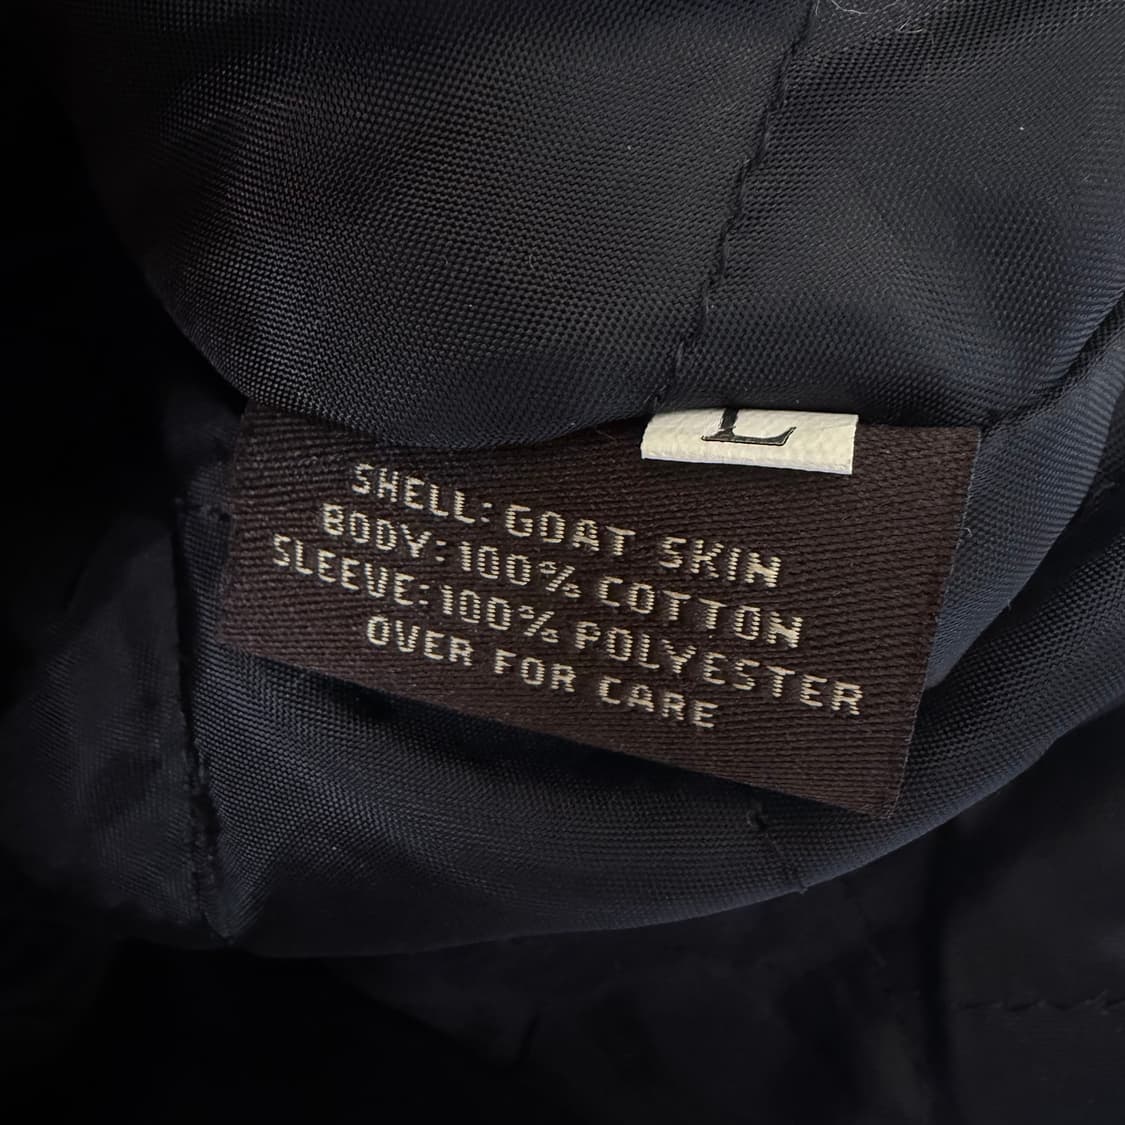 L
SHELL: GOAT SKIN
BODY: 100% COTTON
SLEEVE: 100% POLYESTER
OVER FOR CARE